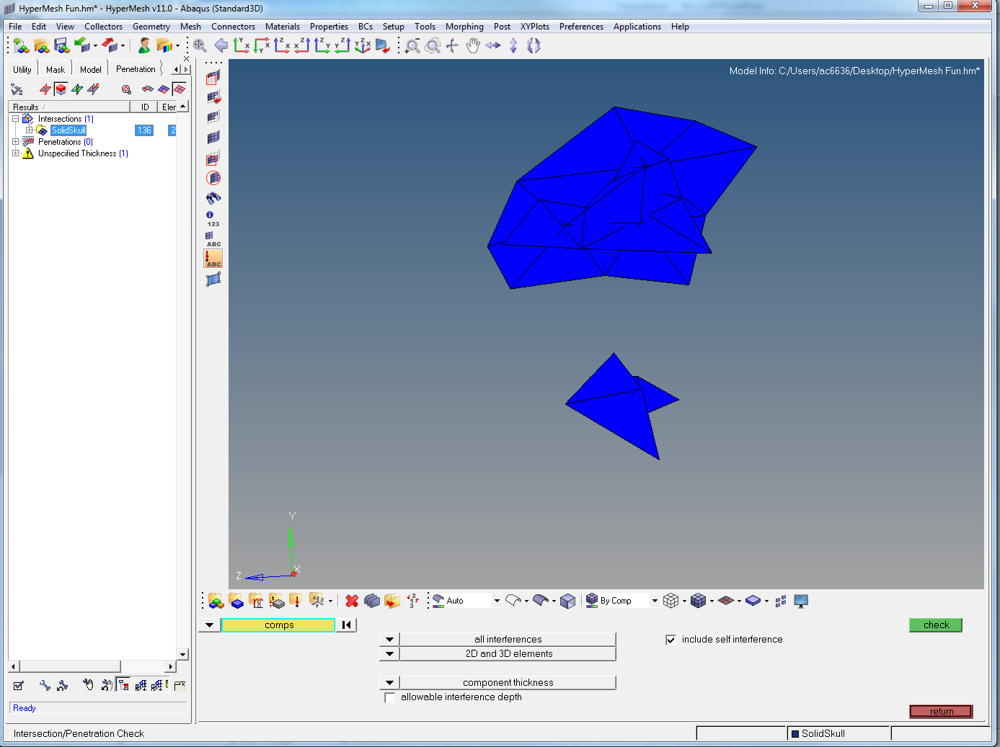 HyperMesh Fun.hm* - HyperMesh v11.0 - Abaqus (Standard3D)
File Edit View Collectors Geometry Mesh Connectors Materials Properties BCs Setup Tools Morphing Post XYPlots Preferences Applications Help
Utility Mask Model Penetration
Model Info: C:/Users/ac6636/Desktop/HyperMesh Fun.hm*
Results ID Eler
Intersections (1)
SolidSkull 136 2
Penetrations (0)
Unspecified Thickness (1)
123
ABC
ABC
Y
X
Z
Auto
By Comp
comps
check
all interferences
include self interference
2D and 3D elements
component thickness
allowable interference depth
return
Ready
Intersection/Penetration Check
SolidSkull